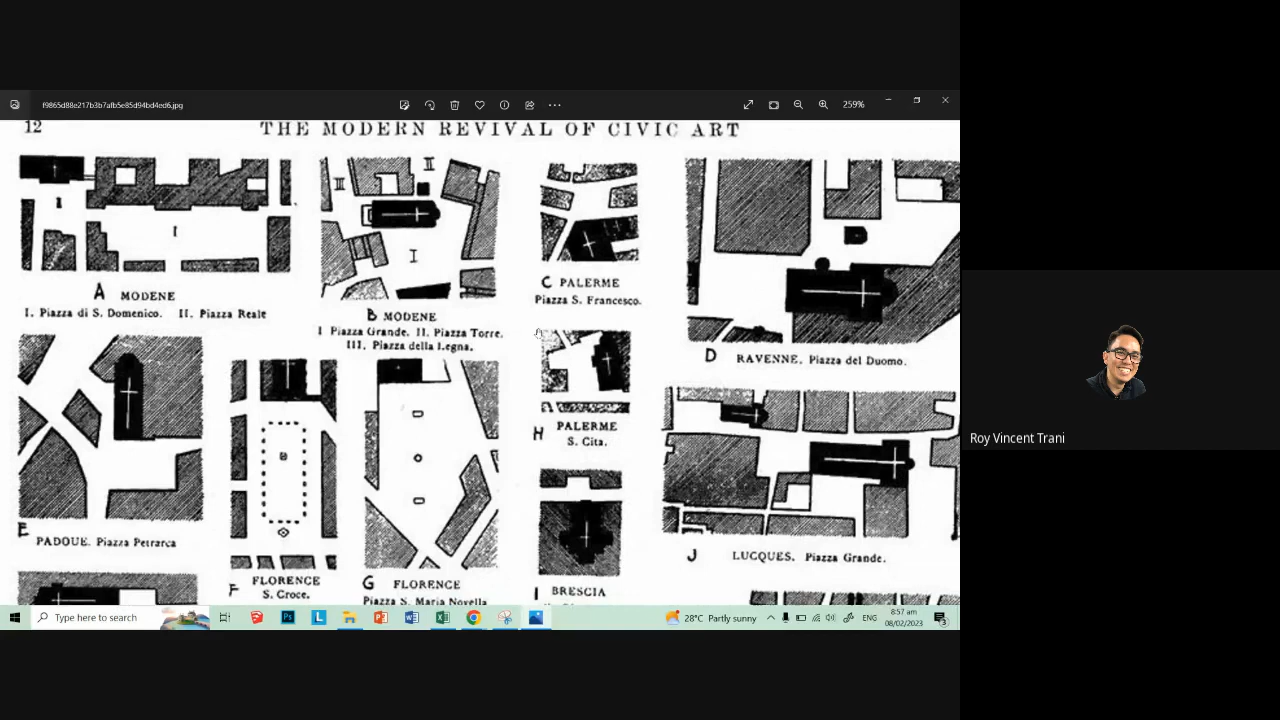 f9865d88e217b3b7afb5e85d94bd4ed6.jpg
259%
12
THE MODERN REVIVAL OF CIVIC ART
I
I
II
III
I
A MODENE
I. Piazza di S. Domenico. II. Piazza Reale
B MODENE
I Piazza Grande. II. Piazza Torre.
III. Piazza della Legna.
C PALERME
Piazza S. Francesco.
D RAVENNE. Piazza del Duomo.
E PADOUE. Piazza Petrarca
F FLORENCE
S. Croce.
G FLORENCE
Piazza S. Maria Novella
H PALERME
S. Cita.
I BRESCIA
J LUCQUES. Piazza Grande.
Roy Vincent Trani
Type here to search
28°C Partly sunny
ENG
8:57 am
08/02/2023
3